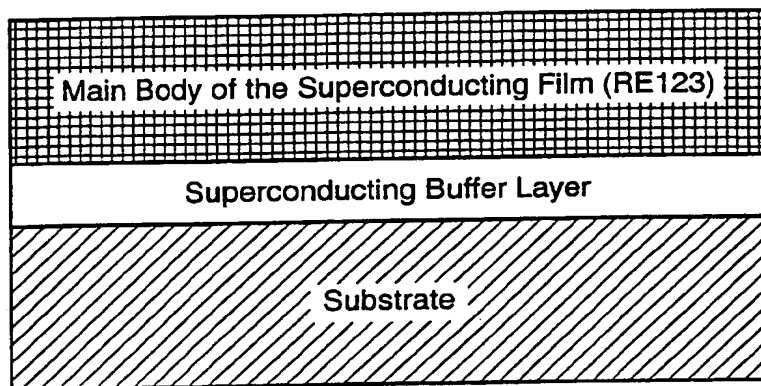 Main Body of the Superconducting Film (RE123)
Superconducting Buffer Layer
Substrate